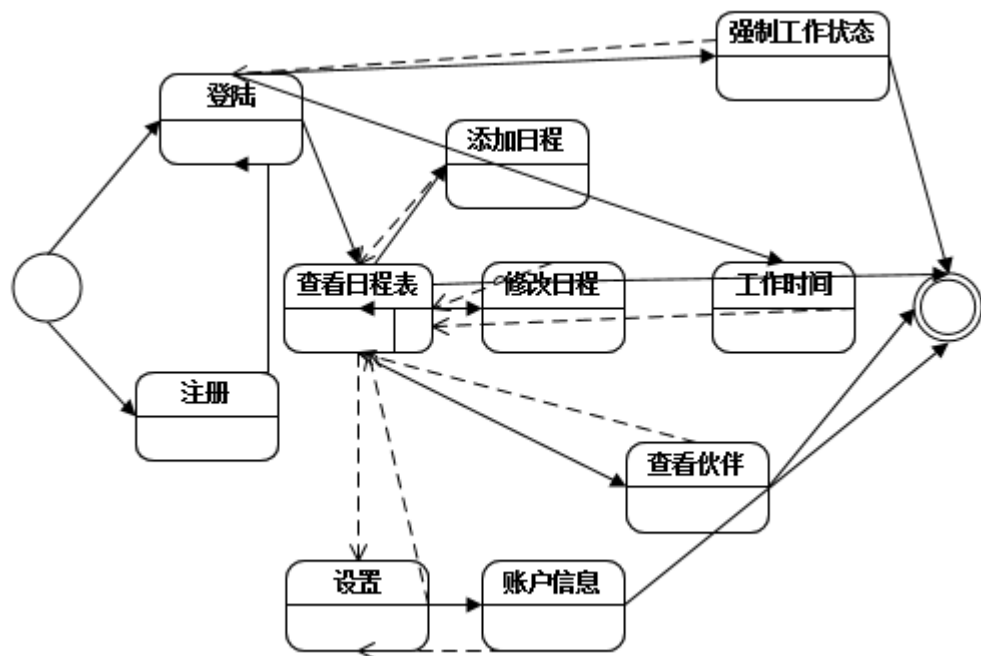 强制工作状态
登陆
添加日程
查看日程表
修改日程
工作时间
注册
查看伙伴
设置
账户信息